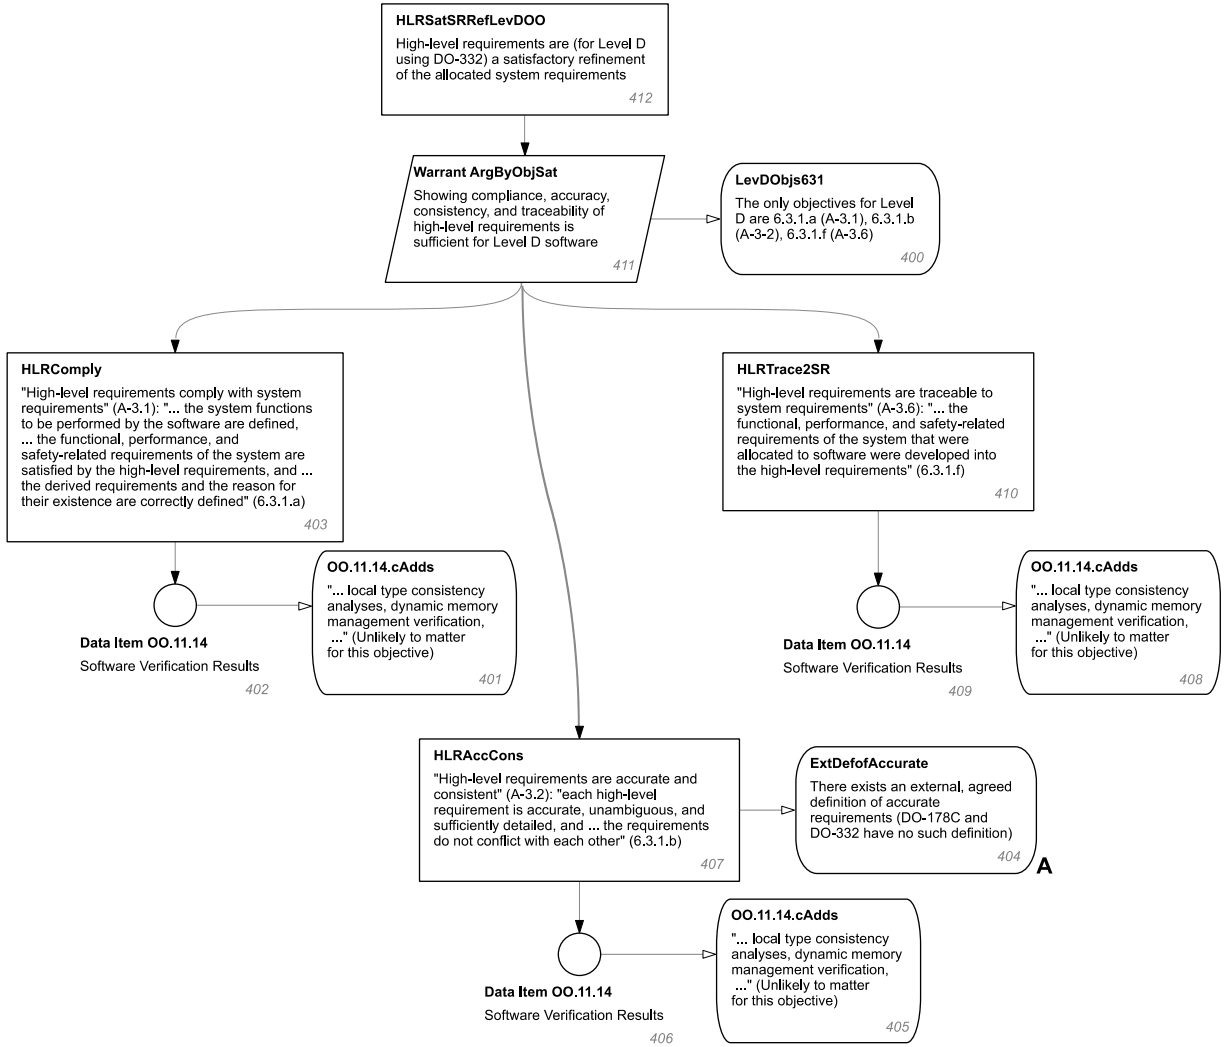 HLRSatSRRefLevDOO
High-level requirements are (for Level D
using DO-332) a satisfactory refinement
of the allocated system requirements
412
Warrant ArgByObjSat
Showing compliance, accuracy,
consistency, and traceability of
high-level requirements is
sufficient for Level D software
411
LevDObjs631
The only objectives for Level
D are 6.3.1.a (A-3.1), 6.3.1.b
(A-3-2), 6.3.1.f (A-3.6)
400
HLRComply
"High-level requirements comply with system
requirements" (A-3.1): "... the system functions
to be performed by the software are defined,
... the functional, performance, and
safety-related requirements of the system are
satisfied by the high-level requirements, and ...
the derived requirements and the reason for
their existence are correctly defined" (6.3.1.a)
403
HLRTrace2SR
"High-level requirements are traceable to
system requirements" (A-3.6): "... the
functional, performance, and safety-related
requirements of the system that were
allocated to software were developed into
the high-level requirements" (6.3.1.f)
410
Data Item OO.11.14
Software Verification Results
402
OO.11.14.cAdds
"... local type consistency
analyses, dynamic memory
management verification,
..." (Unlikely to matter
for this objective)
401
Data Item OO.11.14
Software Verification Results
409
OO.11.14.cAdds
"... local type consistency
analyses, dynamic memory
management verification,
..." (Unlikely to matter
for this objective)
408
HLRAccCons
"High-level requirements are accurate and
consistent" (A-3.2): "each high-level
requirement is accurate, unambiguous, and
sufficiently detailed, and ... the requirements
do not conflict with each other" (6.3.1.b)
407
ExtDefofAccurate
There exists an external, agreed
definition of accurate
requirements (DO-178C and
DO-332 have no such definition)
404
A
Data Item OO.11.14
Software Verification Results
406
OO.11.14.cAdds
"... local type consistency
analyses, dynamic memory
management verification,
..." (Unlikely to matter
for this objective)
405